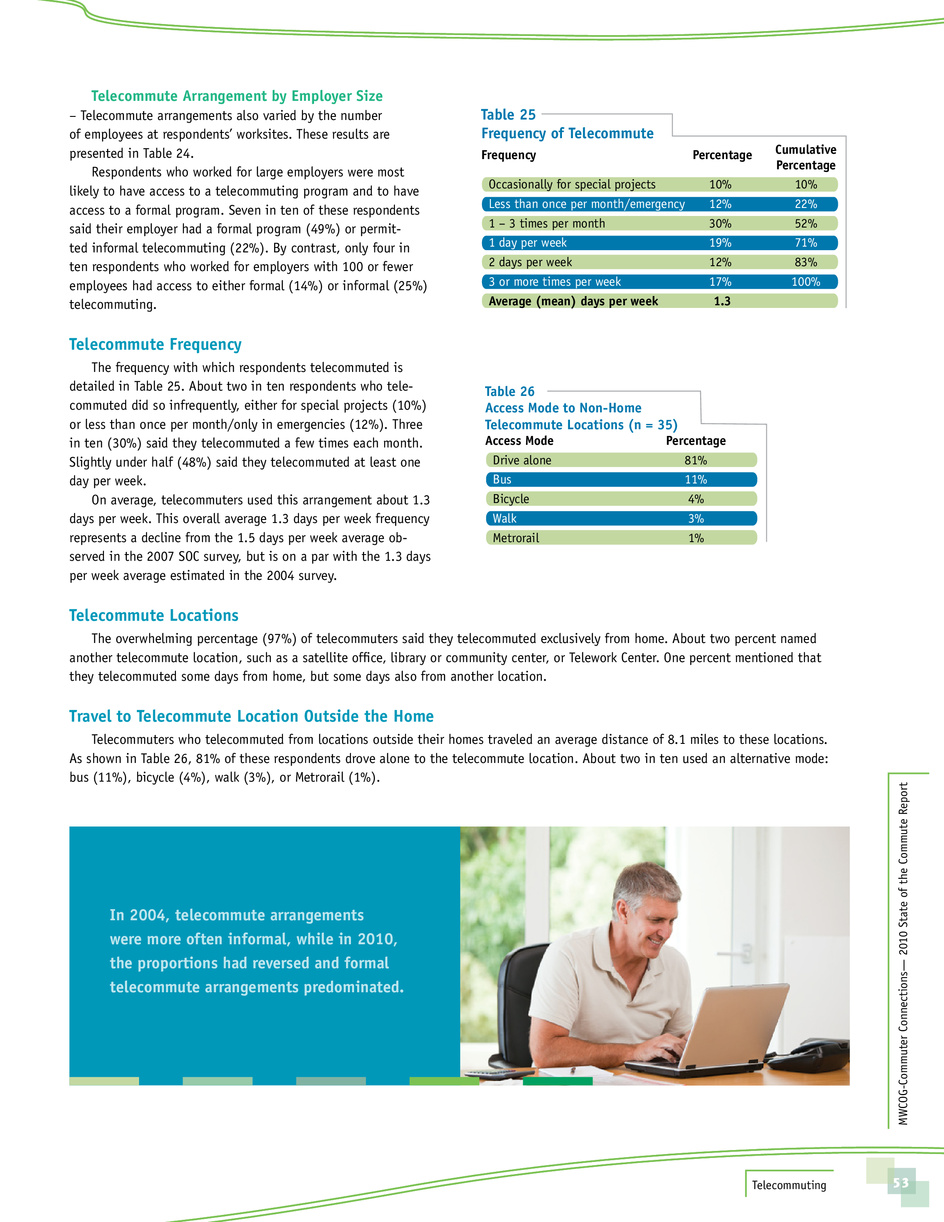 Telecommute Arrangement by Employer Size
– Telecommute arrangements also varied by the number
of employees at respondents’ worksites. These results are
presented in Table 24.
Respondents who worked for large employers were most
likely to have access to a telecommuting program and to have
access to a formal program. Seven in ten of these respondents
said their employer had a formal program (49%) or permit-
ted informal telecommuting (22%). By contrast, only four in
ten respondents who worked for employers with 100 or fewer
employees had access to either formal (14%) or informal (25%)
telecommuting.
Telecommute Frequency
The frequency with which respondents telecommuted is
detailed in Table 25. About two in ten respondents who tele-
commuted did so infrequently, either for special projects (10%)
or less than once per month/only in emergencies (12%). Three
in ten (30%) said they telecommuted a few times each month.
Slightly under half (48%) said they telecommuted at least one
day per week.
On average, telecommuters used this arrangement about 1.3
days per week. This overall average 1.3 days per week frequency
represents a decline from the 1.5 days per week average ob-
served in the 2007 SOC survey, but is on a par with the 1.3 days
per week average estimated in the 2004 survey.
Table 25
Frequency of Telecommute
Frequency Percentage Cumulative Percentage
Occasionally for special projects 10% 10%
Less than once per month/emergency 12% 22%
1 – 3 times per month 30% 52%
1 day per week 19% 71%
2 days per week 12% 83%
3 or more times per week 17% 100%
Average (mean) days per week 1.3
Table 26
Access Mode to Non-Home
Telecommute Locations (n = 35)
Access Mode Percentage
Drive alone 81%
Bus 11%
Bicycle 4%
Walk 3%
Metrorail 1%
Telecommute Locations
The overwhelming percentage (97%) of telecommuters said they telecommuted exclusively from home. About two percent named
another telecommute location, such as a satellite office, library or community center, or Telework Center. One percent mentioned that
they telecommuted some days from home, but some days also from another location.
Travel to Telecommute Location Outside the Home
Telecommuters who telecommuted from locations outside their homes traveled an average distance of 8.1 miles to these locations.
As shown in Table 26, 81% of these respondents drove alone to the telecommute location. About two in ten used an alternative mode:
bus (11%), bicycle (4%), walk (3%), or Metrorail (1%).
In 2004, telecommute arrangements
were more often informal, while in 2010,
the proportions had reversed and formal
telecommute arrangements predominated.
MWCOG-Commuter Connections— 2010 State of the Commute Report
Telecommuting
53